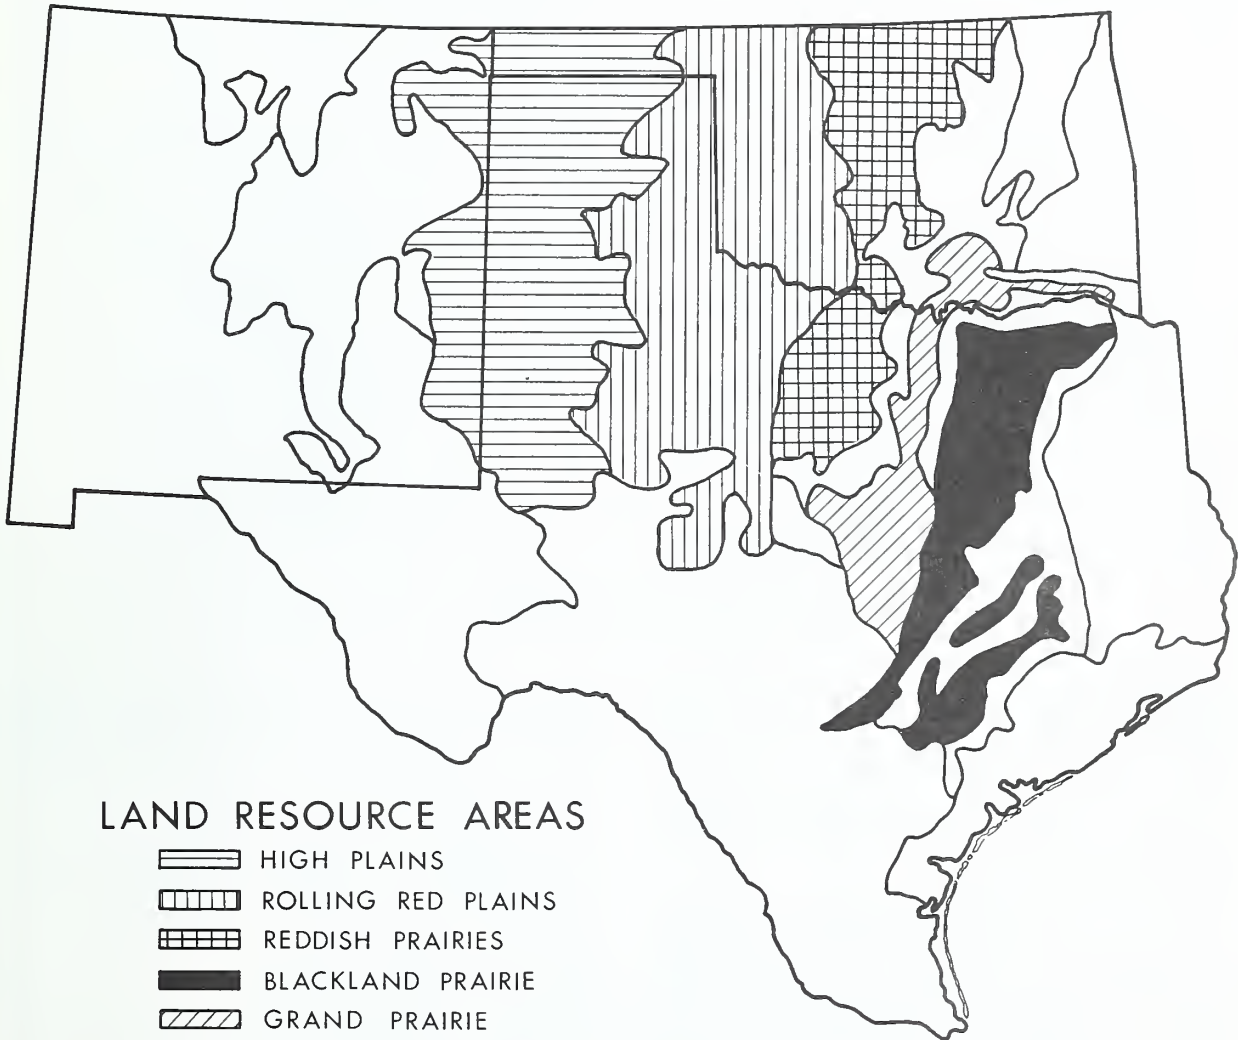 LAND RESOURCE AREAS
HIGH PLAINS
ROLLING RED PLAINS
REDDISH PRAIRIES
BLACKLAND PRAIRIE
GRAND PRAIRIE